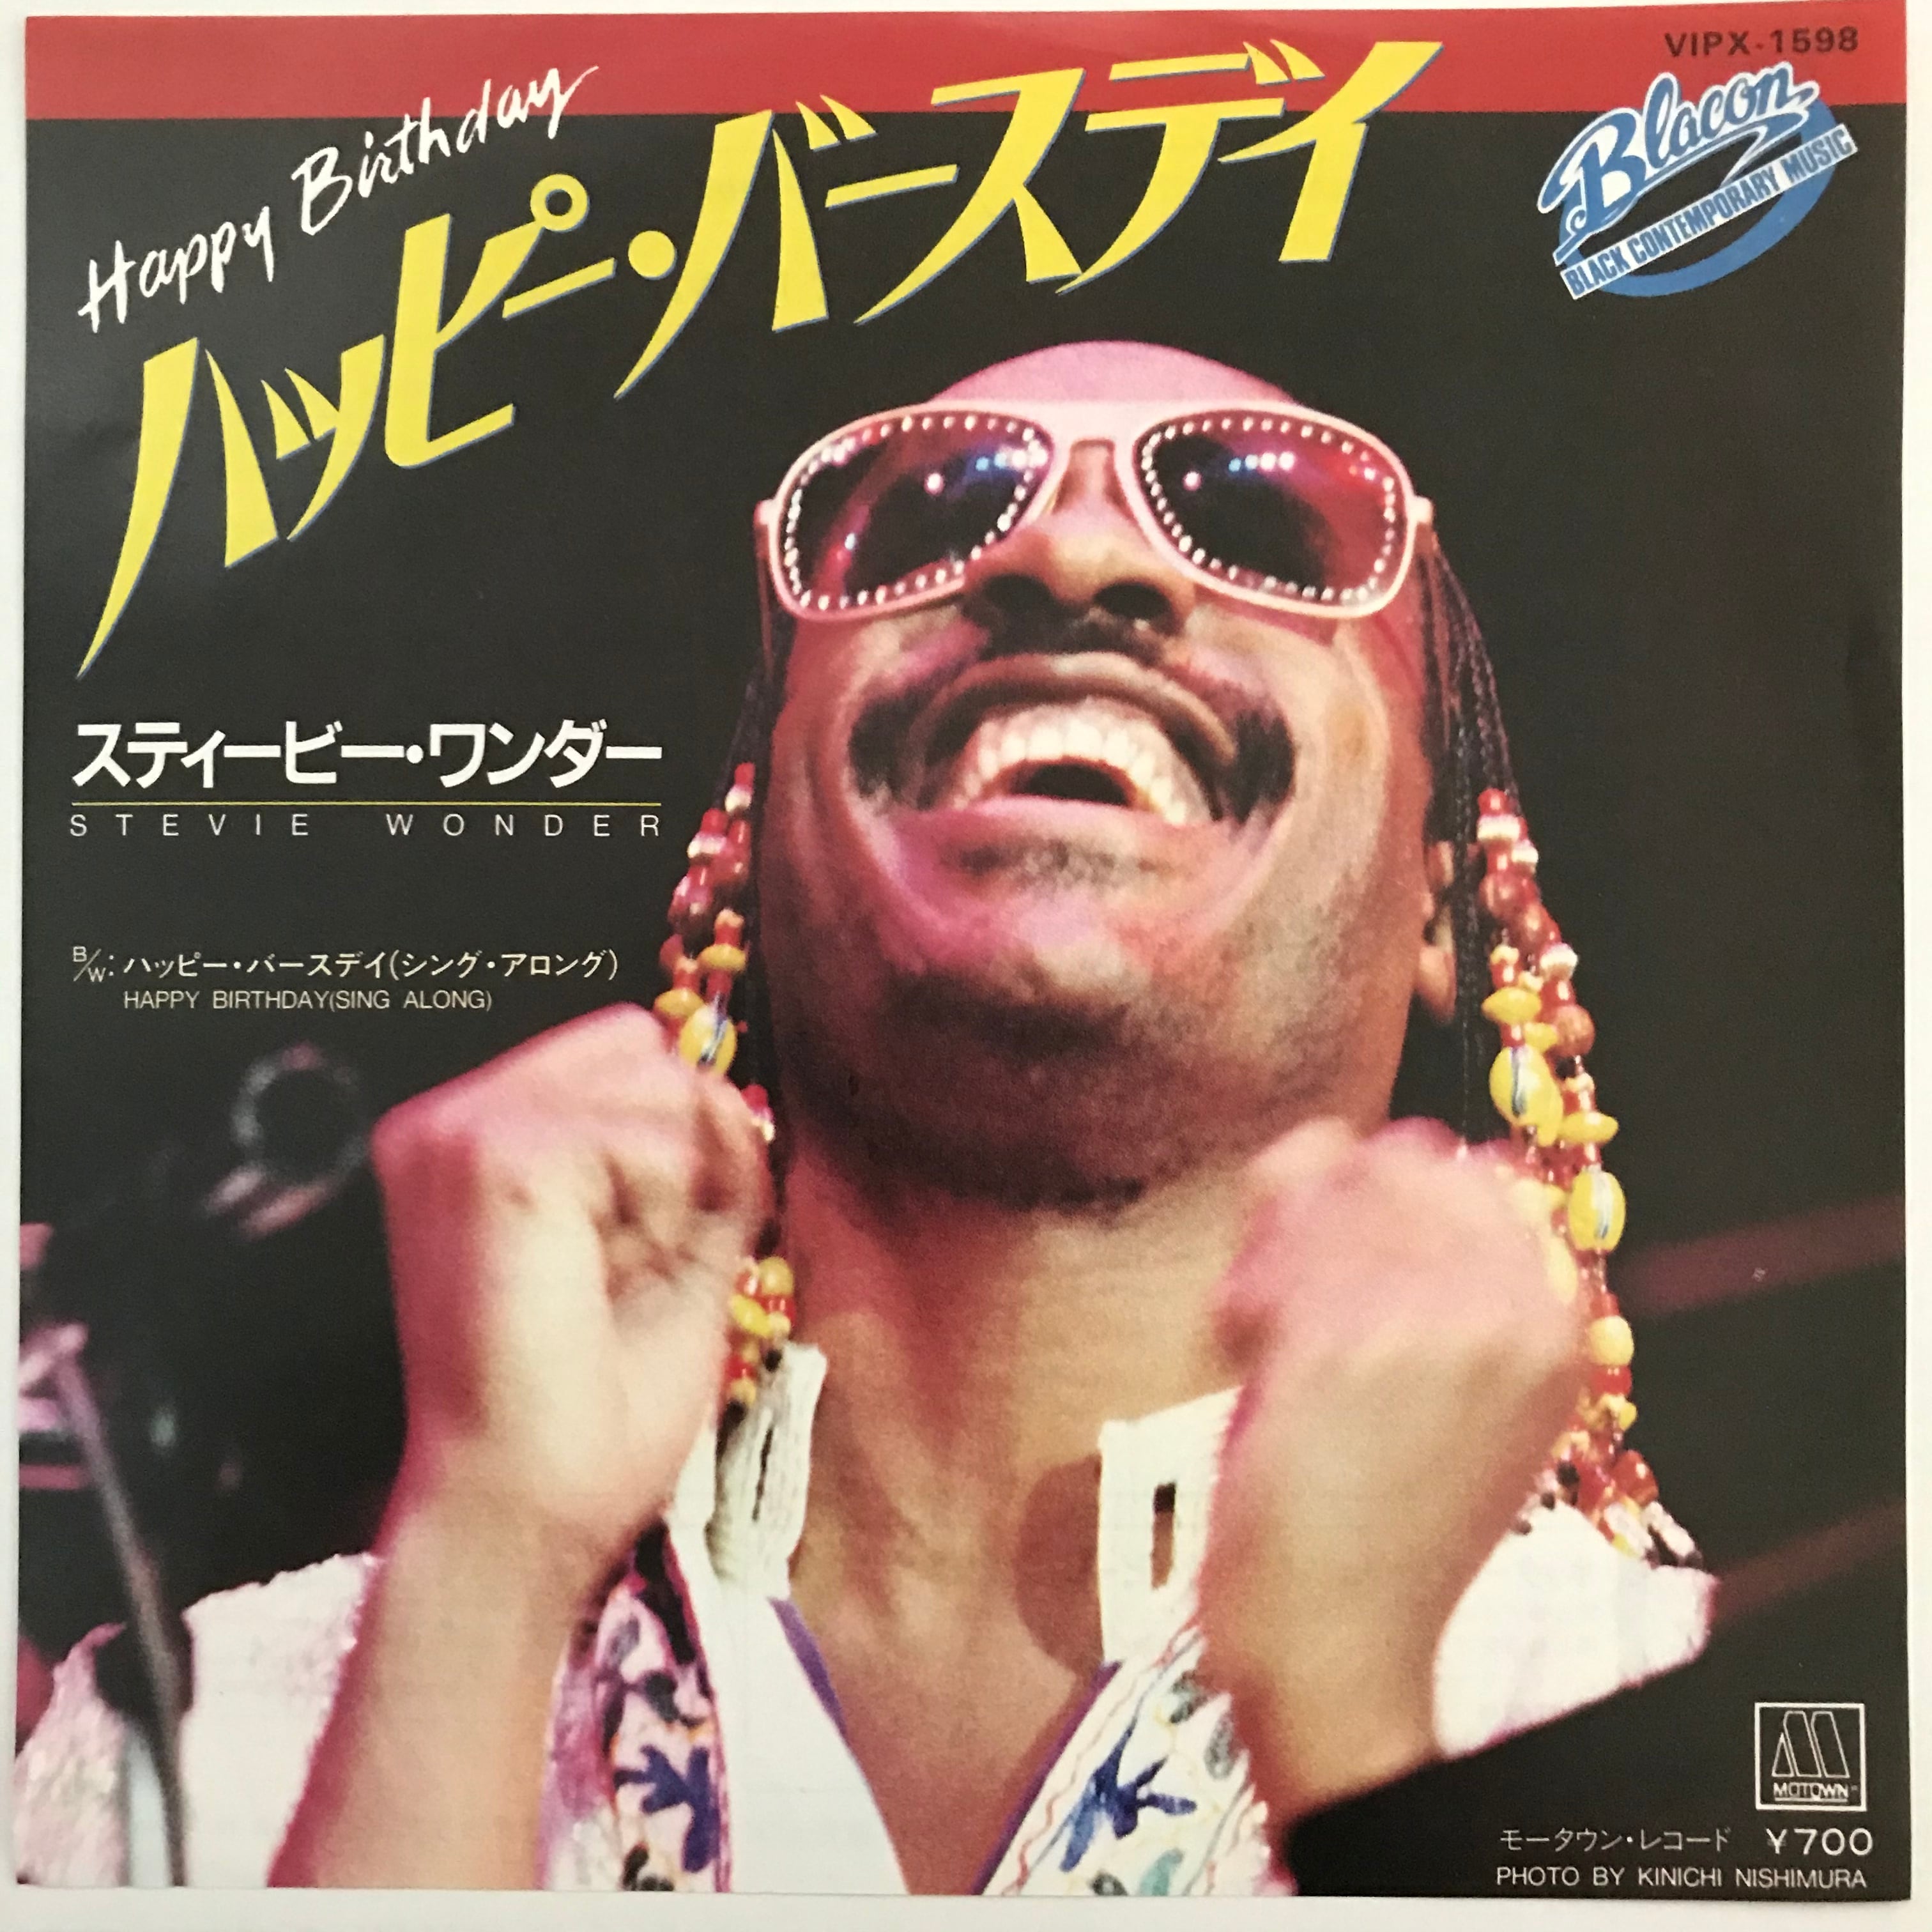 VIPX-1598
Happy Birthday
ハッピー・バースデイ
Blacon
BLACK CONTEMPORARY MUSIC
スティービー・ワンダー
STEVIE WONDER
B/W: ハッピー・バースデイ(シング・アロング)
HAPPY BIRTHDAY(SING ALONG)
M
MOTOWN
モータウン・レコード ¥700
PHOTO BY KINICHI NISHIMURA